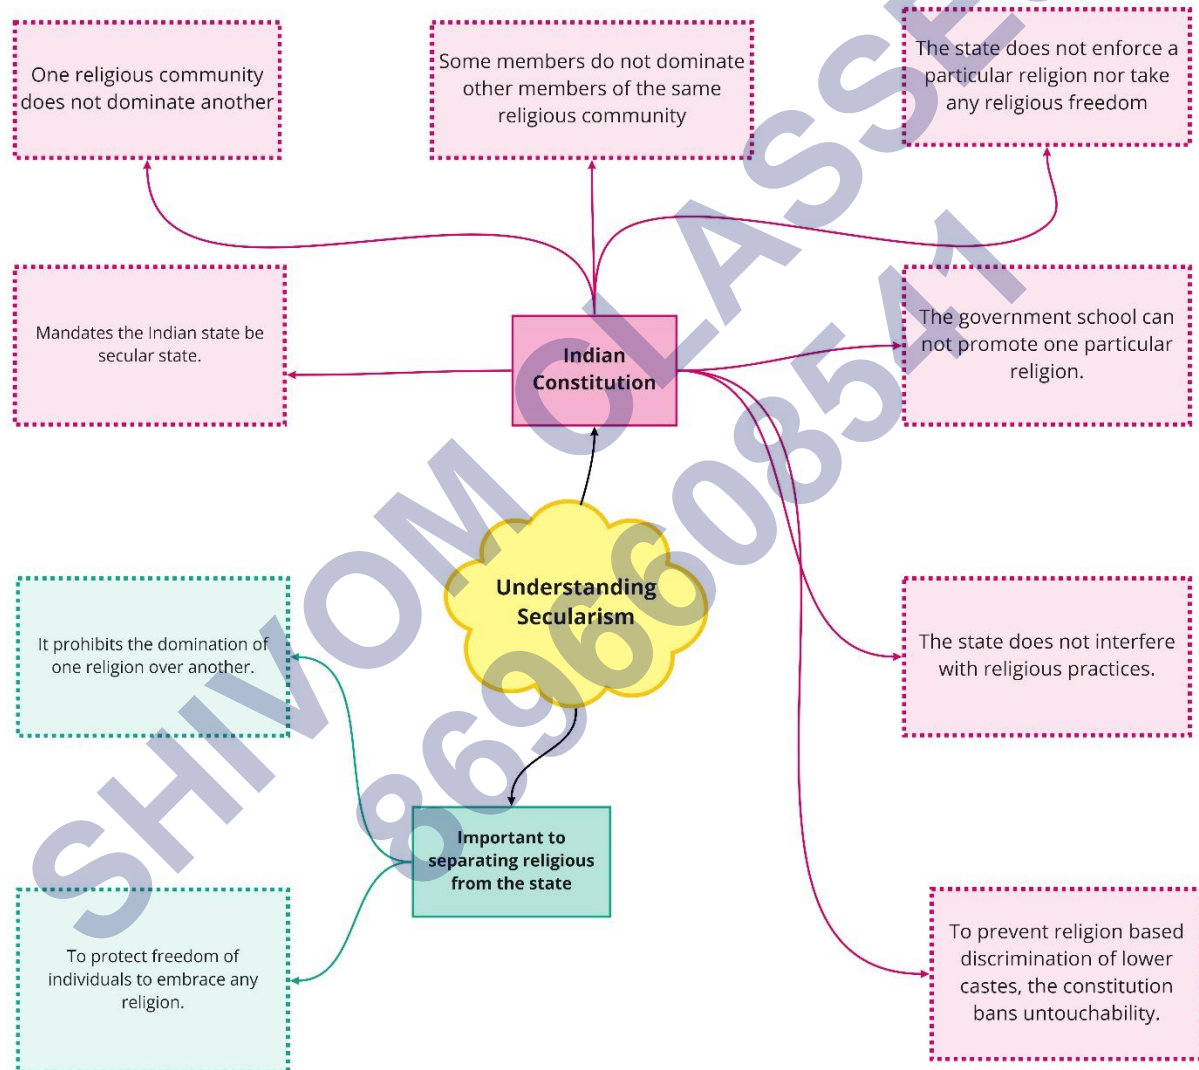 One religious community
does not dominate another
Some members do not dominate
other members of the same
religious community
The state does not enforce a
particular religion nor take
any religious freedom
Mandates the Indian state be
secular state.
Indian
Constitution
The government school can
not promote one particular
religion.
Understanding
Secularism
It prohibits the domination of
one religion over another.
The state does not interfere
with religious practices.
Important to
separating religious
from the state
To protect freedom of
individuals to embrace any
religion.
To prevent religion based
discrimination of lower
castes, the constitution
bans untouchability.
SHIVOM CLASSES
8696608541